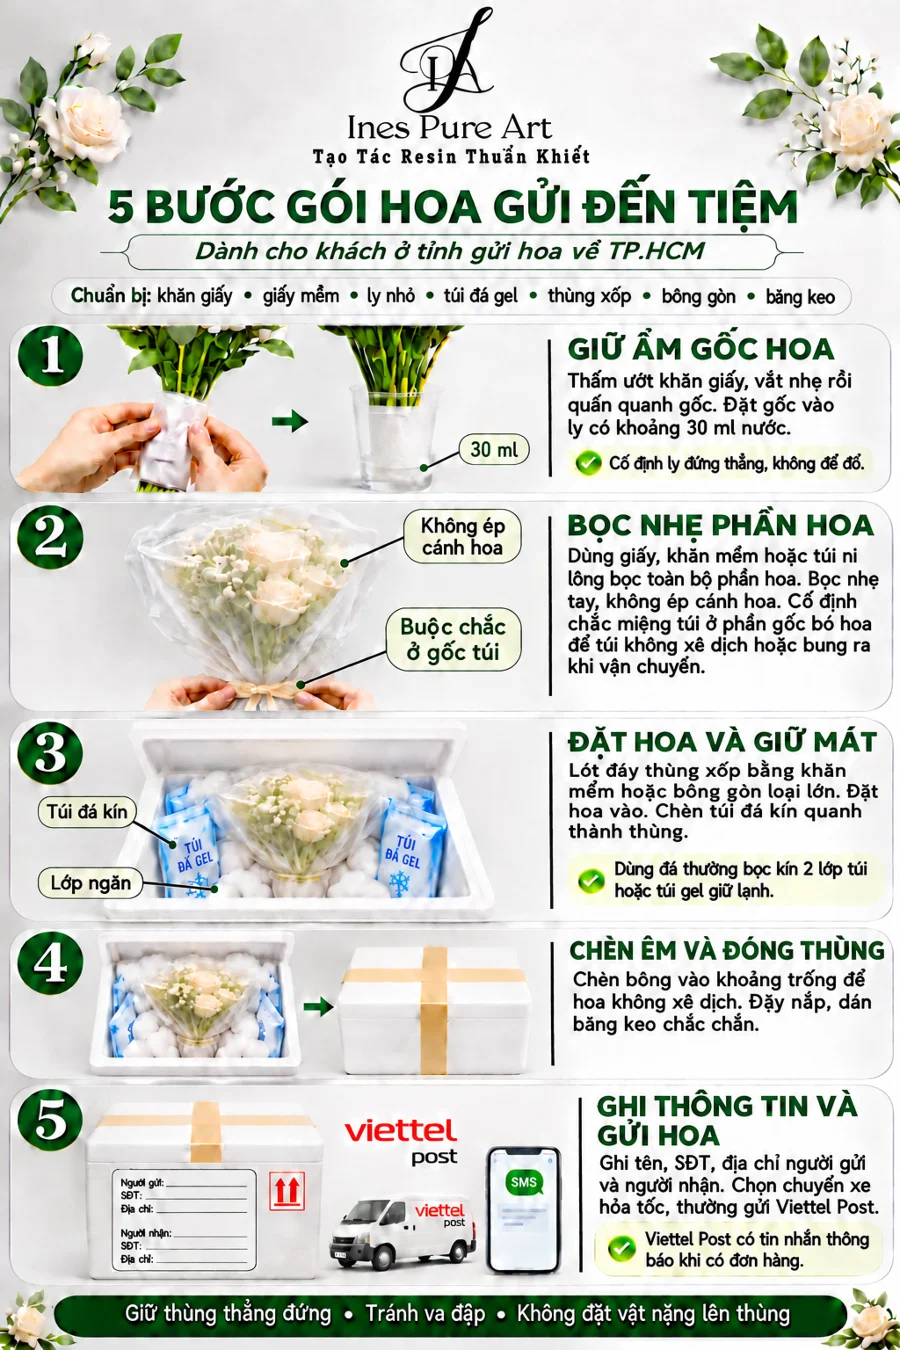 IPA
Ines Pure Art
Tạo Tác Resin Thuần Khiết
5 BƯỚC GÓI HOA GỬI ĐẾN TIỆM
Dành cho khách ở tỉnh gửi hoa về TP.HCM
Chuẩn bị: khăn giấy • giấy mềm • ly nhỏ • túi đá gel • thùng xốp • bông gòn • băng keo
1
30 ml
GIỮ ẨM GỐC HOA
Thấm ướt khăn giấy, vắt nhẹ rồi
quấn quanh gốc. Đặt gốc vào
ly có khoảng 30 ml nước.
Cố định ly đứng thẳng, không để đổ.
2
Không ép
cánh hoa
Buộc chắc
ở gốc túi
BỌC NHẸ PHẦN HOA
Dùng giấy, khăn mềm hoặc túi ni
lông bọc toàn bộ phần hoa. Bọc nhẹ
tay, không ép cánh hoa. Cố định
chắc miệng túi ở phần gốc bó hoa
để túi không xê dịch hoặc bung ra
khi vận chuyển.
3
Túi đá kín
Lớp ngăn
TÚI
ĐÁ GEL
TÚI
ĐÁ GEL
ĐẶT HOA VÀ GIỮ MÁT
Lót đáy thùng xốp bằng khăn
mềm hoặc bông gòn loại lớn. Đặt
hoa vào. Chèn túi đá kín quanh
thành thùng.
Dùng đá thường bọc kín 2 lớp túi
hoặc túi gel giữ lạnh.
4
CHÈN ÊM VÀ ĐÓNG THÙNG
Chèn bông vào khoảng trống để
hoa không xê dịch. Đậy nắp, dán
băng keo chắc chắn.
5
Người gửi:
SĐT:
Địa chỉ:
Người nhận:
SĐT:
Địa chỉ:
viettel
post
viettel
post
SMS
GHI THÔNG TIN VÀ
GỬI HOA
Ghi tên, SĐT, địa chỉ người gửi
và người nhận. Chọn chuyển xe
hỏa tốc, thường gửi Viettel Post.
Viettel Post có tin nhắn thông
báo khi có đơn hàng.
Giữ thùng thẳng đứng • Tránh va đập • Không đặt vật nặng lên thùng